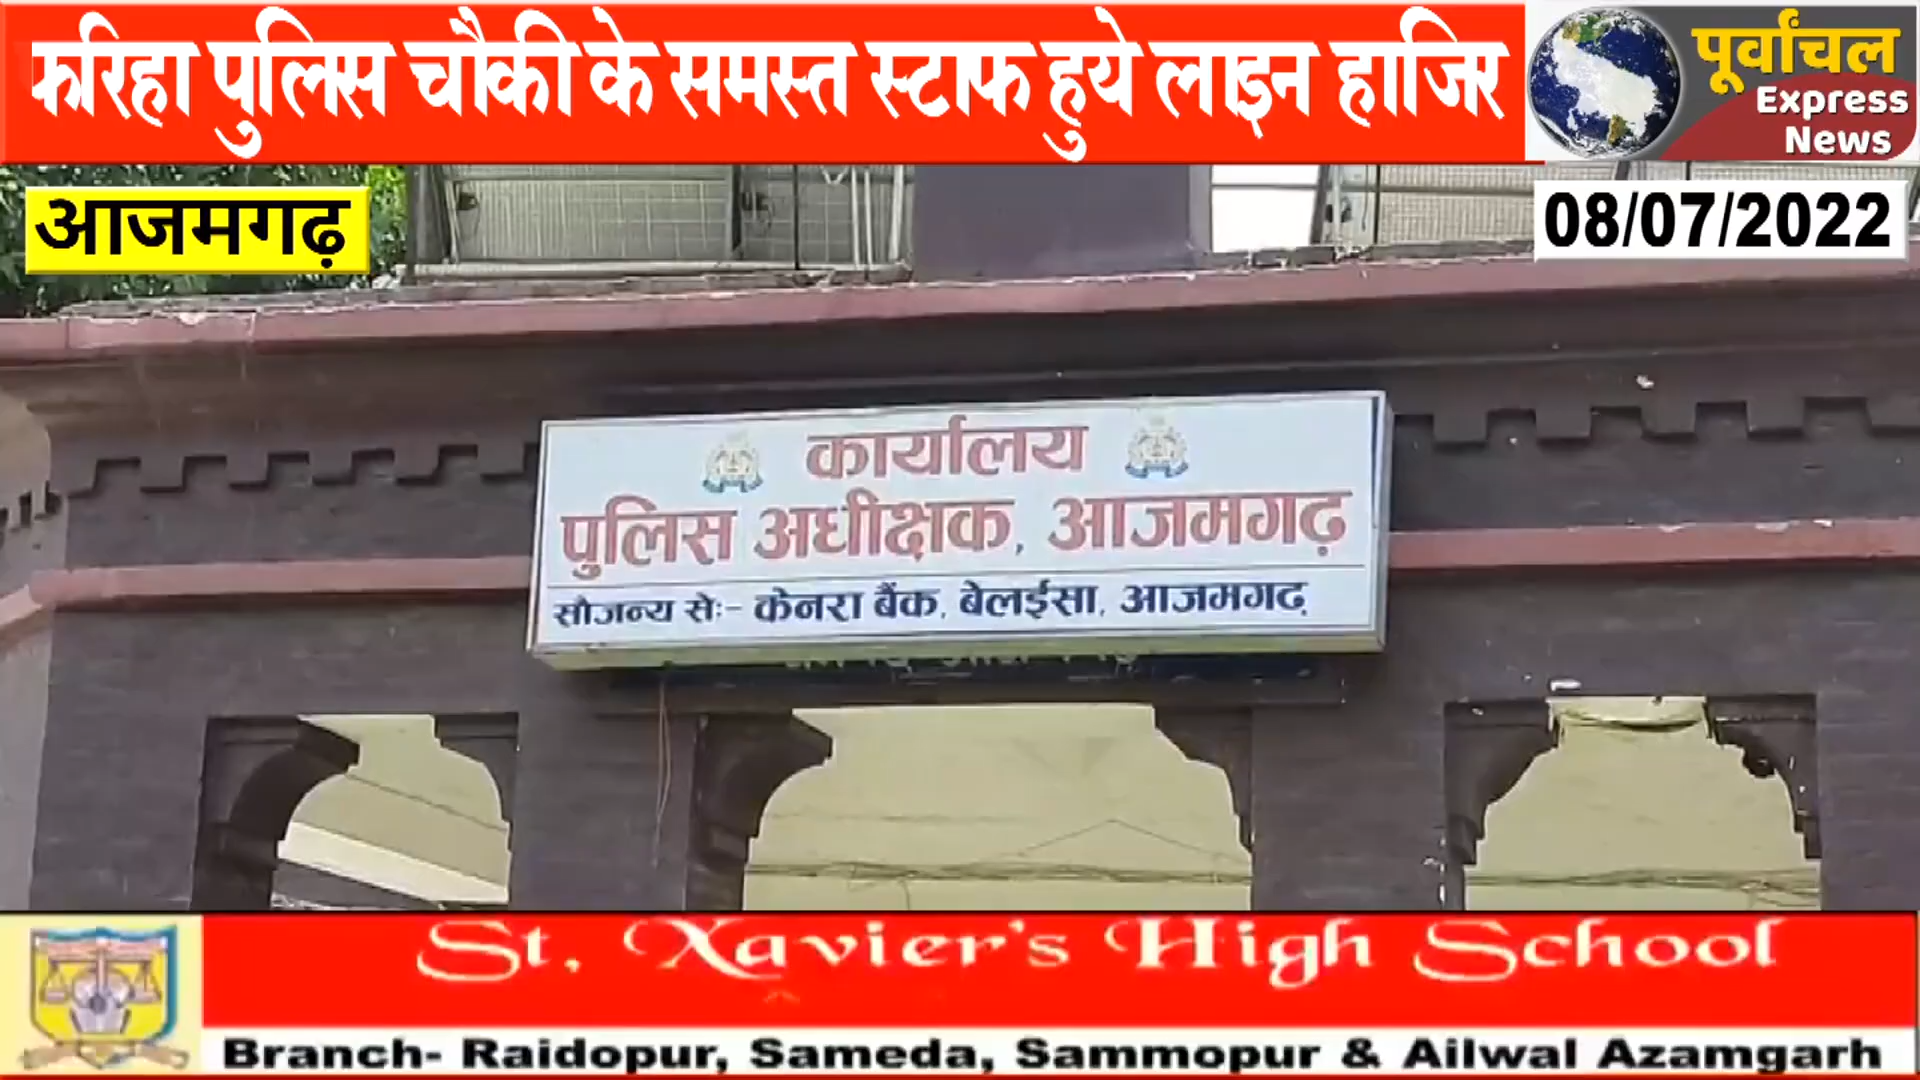 फरिहा पुलिस चौकी के समस्त स्टाफ हुये लाइन हाजिर
पूर्वांचल
Express
News
आजमगढ़
08/07/2022
कार्यालय
पुलिस अधीक्षक, आजमगढ़
सौजन्य से:- केनरा बैंक, बेलईसा, आजमगढ़
St. Xavier's High School
Branch- Raidopur, Sameda, Sammopur & Ailwal Azamgarh